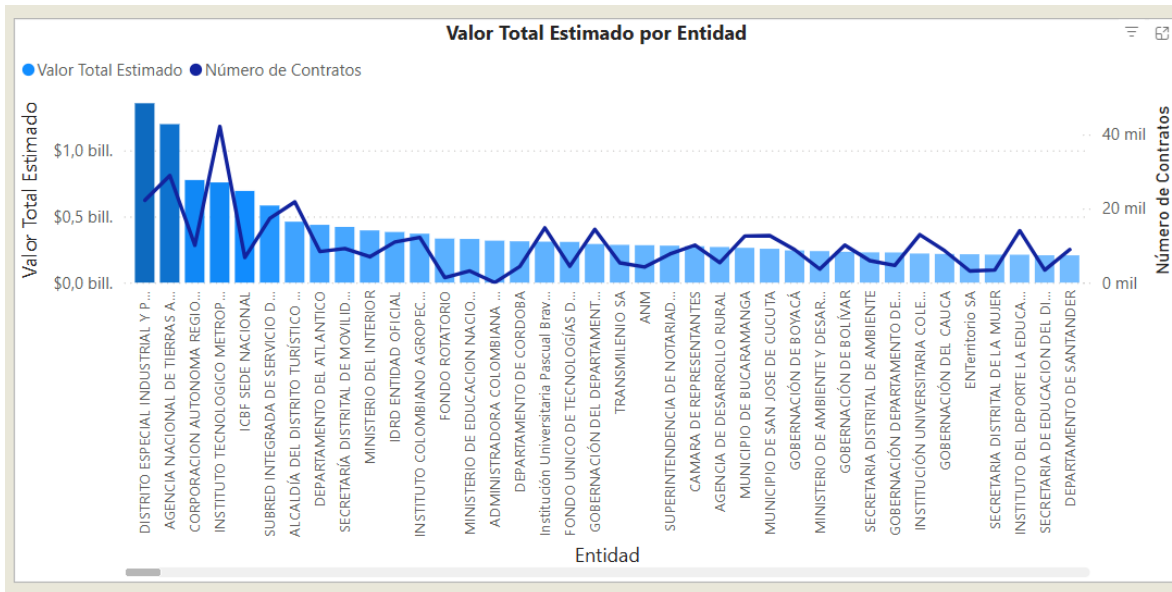 Valor Total Estimado por Entidad
Valor Total Estimado
Número de Contratos
Valor Total Estimado
$1,0 bill.
$0,5 bill.
$0,0 bill.
40 mil
20 mil
0 mil
Número de Contratos
DISTRITO ESPECIAL INDUSTRIAL Y P...
AGENCIA NACIONAL DE TIERRAS A...
CORPORACION AUTONOMA REGIO...
INSTITUTO TECNOLOGICO METROP...
ICBF SEDE NACIONAL
SUBRED INTEGRADA DE SERVICIO D...
ALCALDÍA DEL DISTRITO TURÍSTICO ...
DEPARTAMENTO DEL ATLANTICO
SECRETARÍA DISTRITAL DE MOVILID...
MINISTERIO DEL INTERIOR
IDRD ENTIDAD OFICIAL
INSTITUTO COLOMBIANO AGROPEC...
FONDO ROTATORIO
MINISTERIO DE EDUCACION NACIO...
ADMINISTRADORA COLOMBIANA ...
DEPARTAMENTO DE CORDOBA
Institución Universitaria Pascual Brav...
FONDO UNICO DE TECNOLOGÍAS D...
GOBERNACIÓN DEL DEPARTAMENT...
TRANSMILENIO SA
ANM
SUPERINTENDENCIA DE NOTARIAD...
CAMARA DE REPRESENTANTES
AGENCIA DE DESARROLLO RURAL
MUNICIPIO DE BUCARAMANGA
MUNICIPIO DE SAN JOSE DE CUCUTA
GOBERNACIÓN DE BOYACÁ
MINISTERIO DE AMBIENTE Y DESAR...
GOBERNACIÓN DE BOLÍVAR
SECRETARIA DISTRITAL DE AMBIENTE
GOBERNACIÓN DEPARTAMENTO DE...
INSTITUCIÓN UNIVERSITARIA COLE...
GOBERNACIÓN DEL CAUCA
ENTerritorio SA
SECRETARIA DISTRITAL DE LA MUJER
INSTITUTO DEL DEPORTE LA EDUCA...
SECRETARIA DE EDUCACION DEL DI...
DEPARTAMENTO DE SANTANDER
Entidad